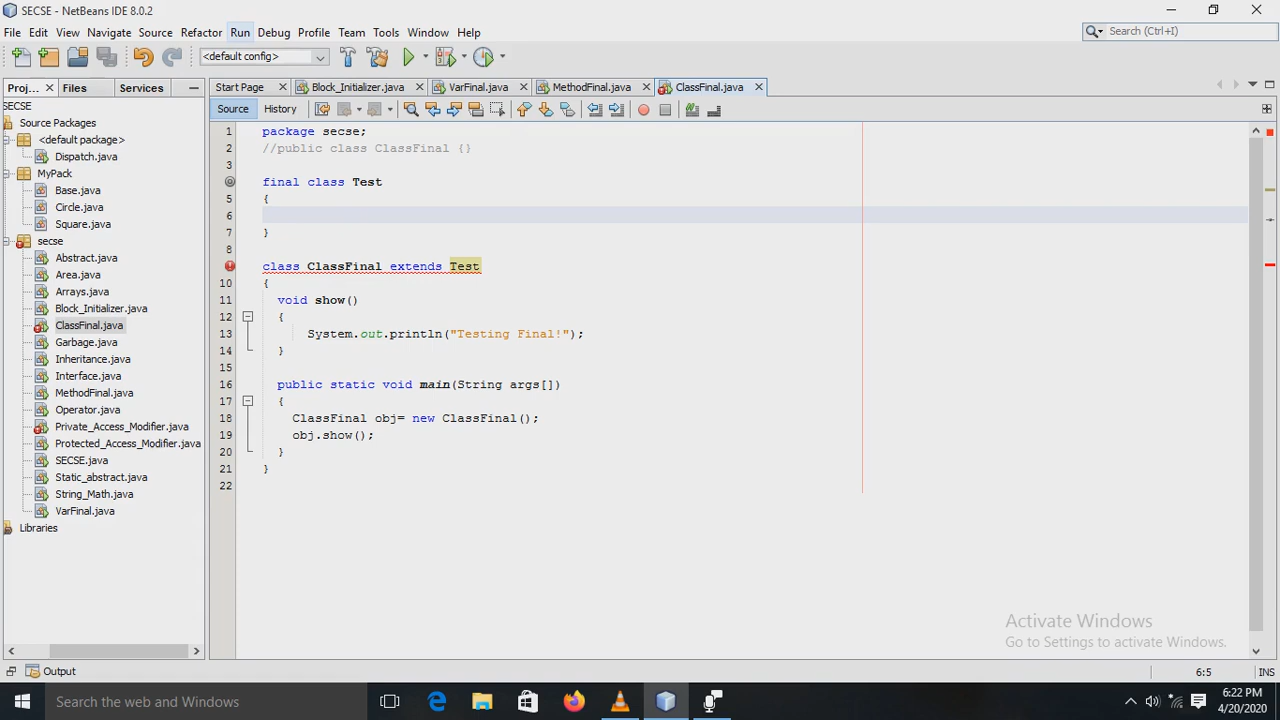 SECSE - NetBeans IDE 8.0.2
File Edit View Navigate Source Refactor Run Debug Profile Team Tools Window Help
Search (Ctrl+I)
<default config>
Proj... Files Services
Start Page Block_Initializer.java VarFinal.java MethodFinal.java ClassFinal.java
Source History
SECSE
Source Packages
<default package>
Dispatch.java
MyPack
Base.java
Circle.java
Square.java
secse
Abstract.java
Area.java
Arrays.java
Block_Initializer.java
ClassFinal.java
Garbage.java
Inheritance.java
Interface.java
MethodFinal.java
Operator.java
Private_Access_Modifier.java
Protected_Access_Modifier.java
SECSE.java
Static_abstract.java
String_Math.java
VarFinal.java
Libraries
1 package secse;
2 //public class ClassFinal {}
3
4 final class Test
5 {
6
7 }
8
class ClassFinal extends Test
10 {
11 void show()
12 {
13 System.out.println("Testing Final!");
14 }
15
16 public static void main(String args[])
17 {
18 ClassFinal obj= new ClassFinal();
19 obj.show();
20 }
21 }
22
Activate Windows
Go to Settings to activate Windows.
Output
6:5 INS
Search the web and Windows
6:22 PM
4/20/2020